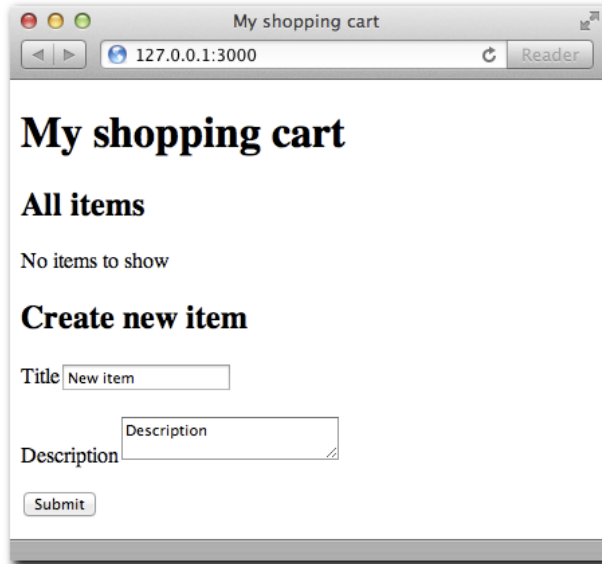 My shopping cart
127.0.0.1:3000
Reader
My shopping cart
All items
No items to show
Create new item
Title New item
Description Description
Submit